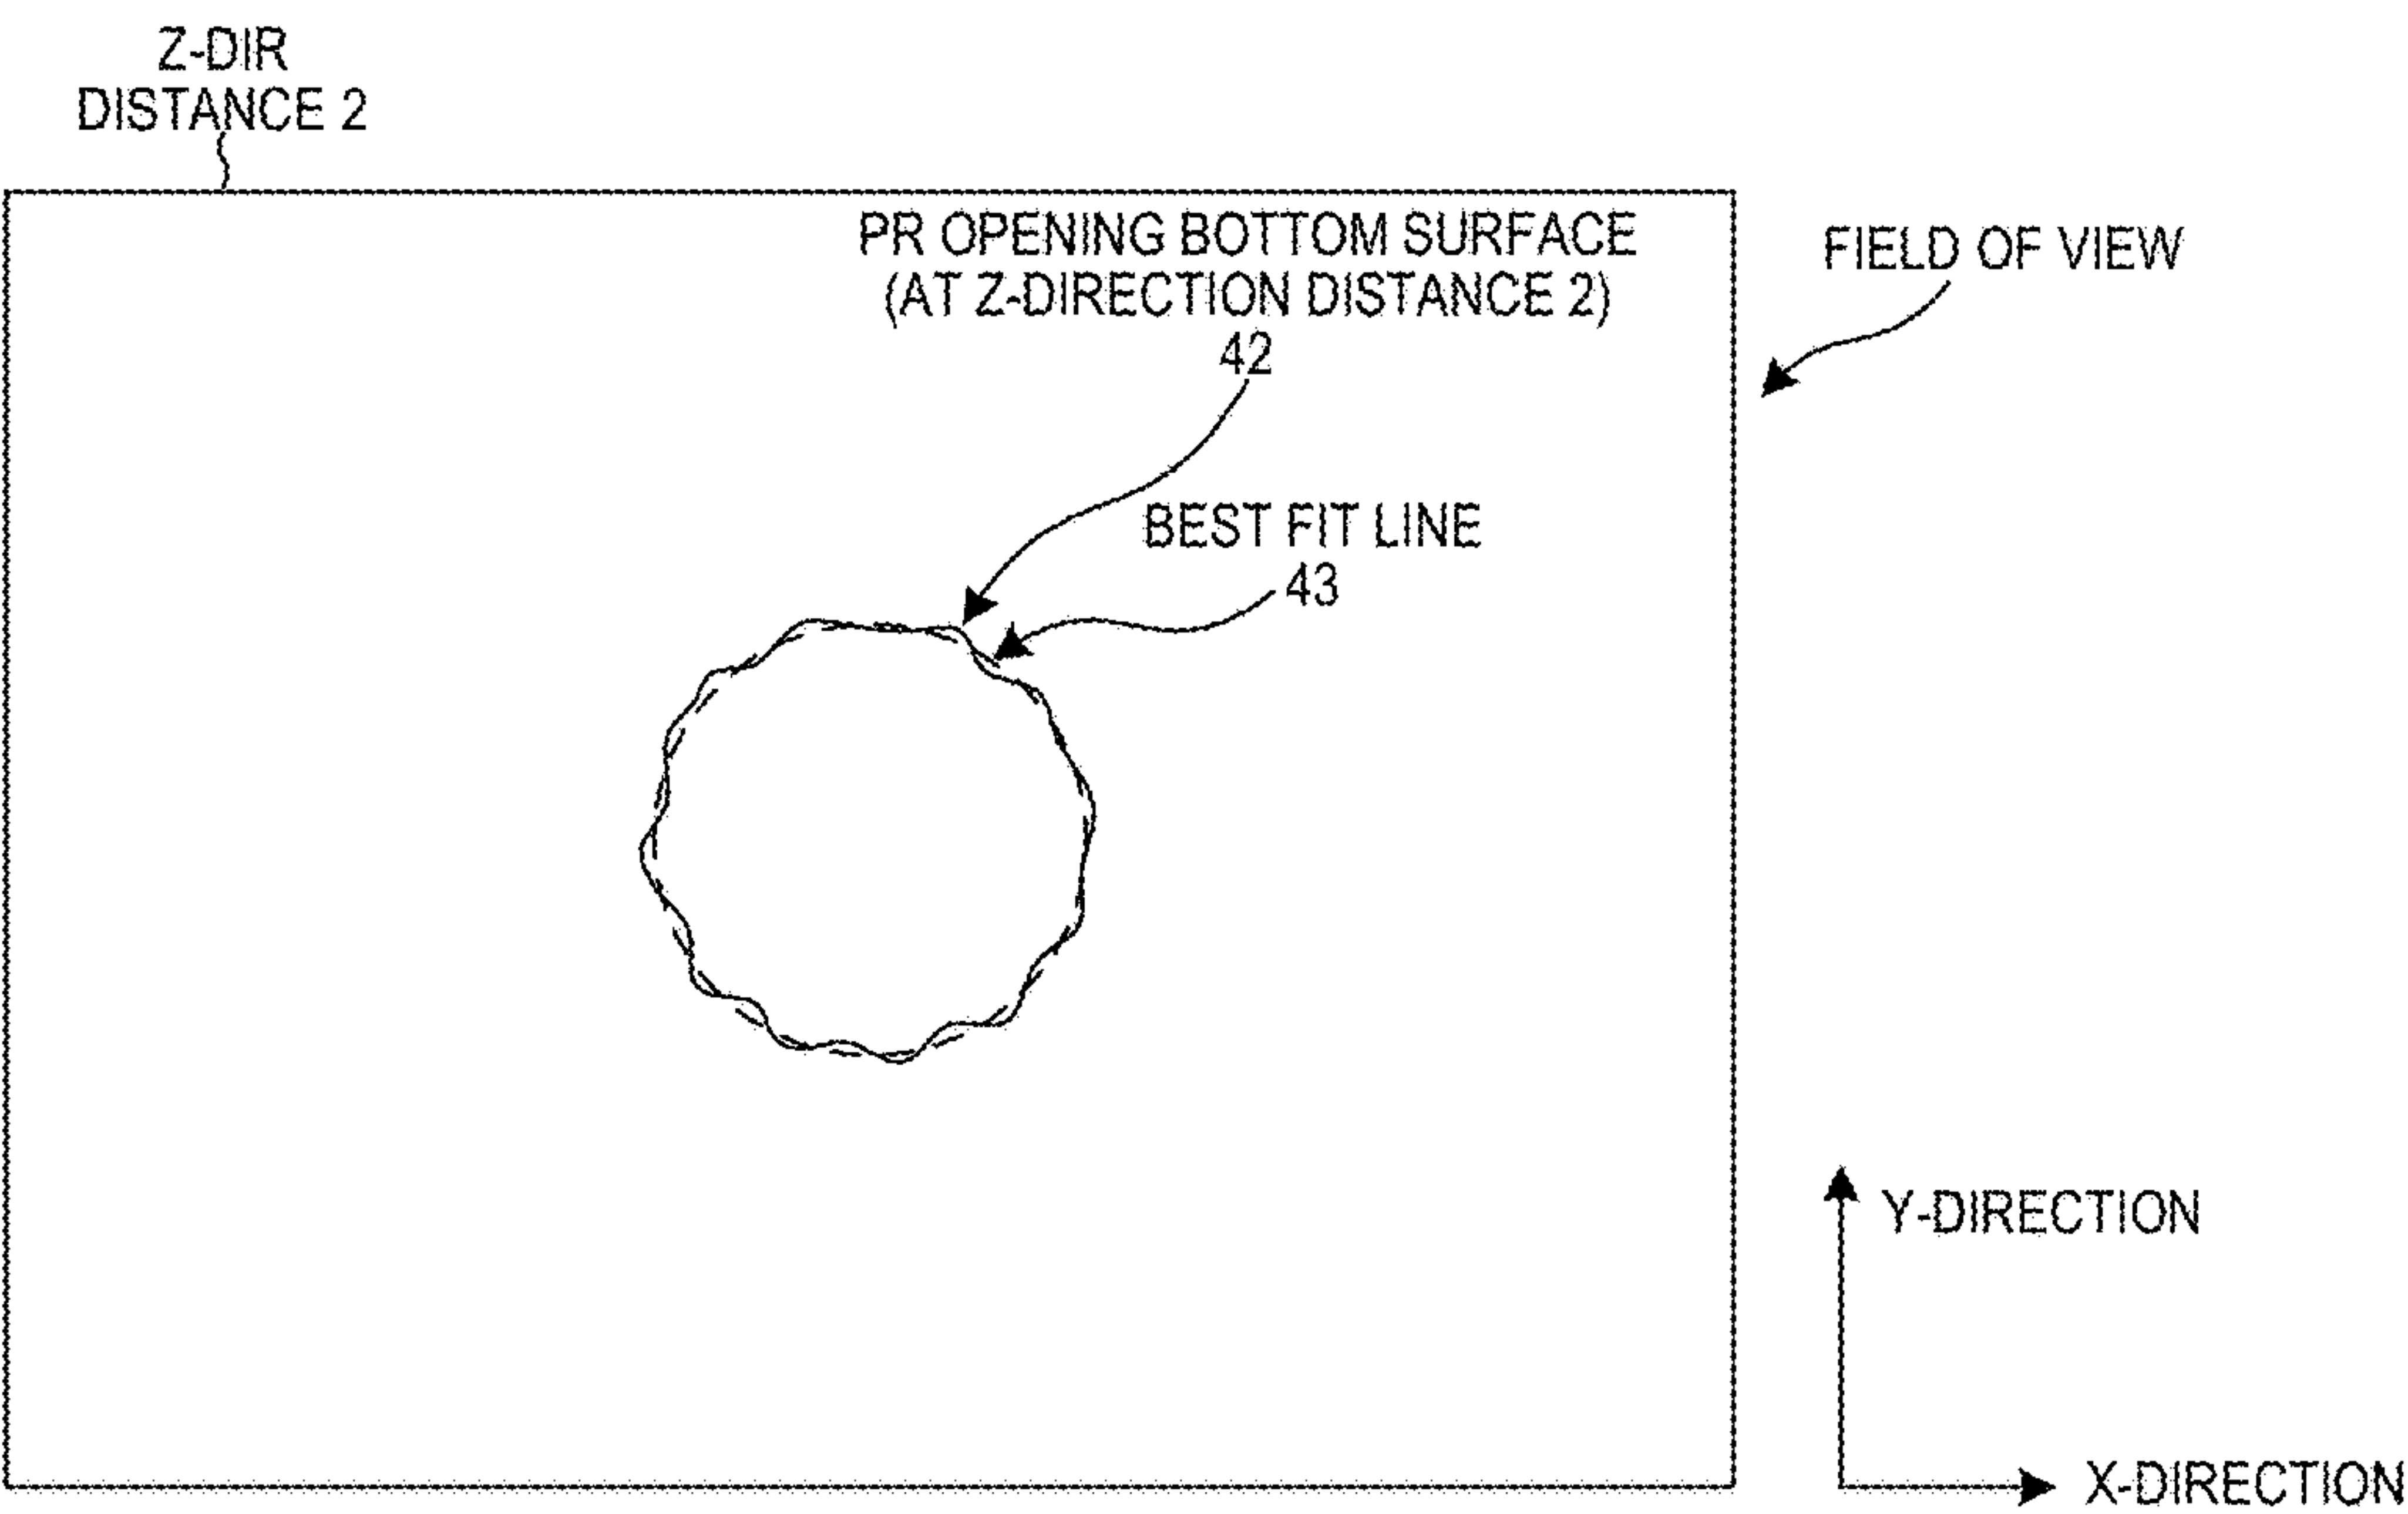 Z-DIR
DISTANCE 2
PR OPENING BOTTOM SURFACE
(AT Z-DIRECTION DISTANCE 2)
42
FIELD OF VIEW
BEST FIT LINE
43
Y-DIRECTION
X-DIRECTION